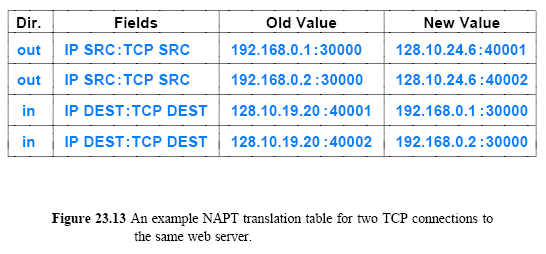 Dir. Fields Old Value New Value
out IP SRC:TCP SRC 192.168.0.1:30000 128.10.24.6:40001
out IP SRC:TCP SRC 192.168.0.2:30000 128.10.24.6:40002
in IP DEST:TCP DEST 128.10.19.20:40001 192.168.0.1:30000
in IP DEST:TCP DEST 128.10.19.20:40002 192.168.0.2:30000
Figure 23.13 An example NAPT translation table for two TCP connections to
the same web server.